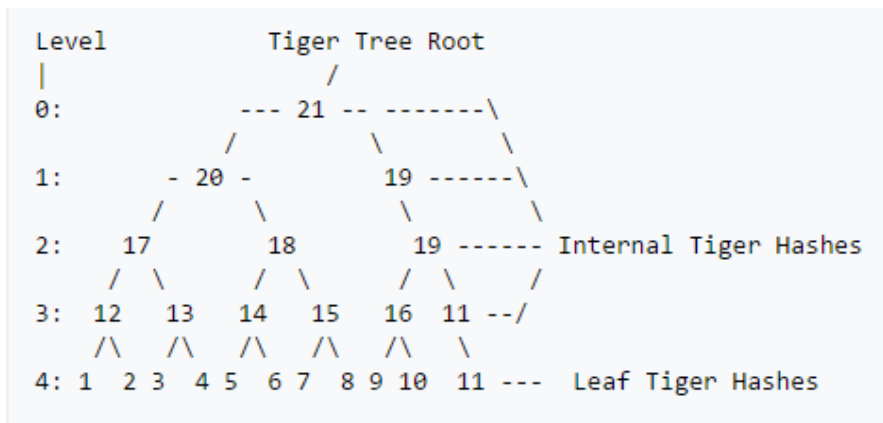 Level           Tiger Tree Root
|                   /
0:             --- 21 -- -------\
             /         \        \
1:       - 20 -         19 ------\
        /      \         \        \
2:    17        18        19 ------ Internal Tiger Hashes
     /  \      /  \      /  \     /
3:  12   13   14   15   16  11 --/
    /\   /\   /\   /\   /\   \
4: 1  2 3  4 5  6 7  8 9 10  11 ---  Leaf Tiger Hashes